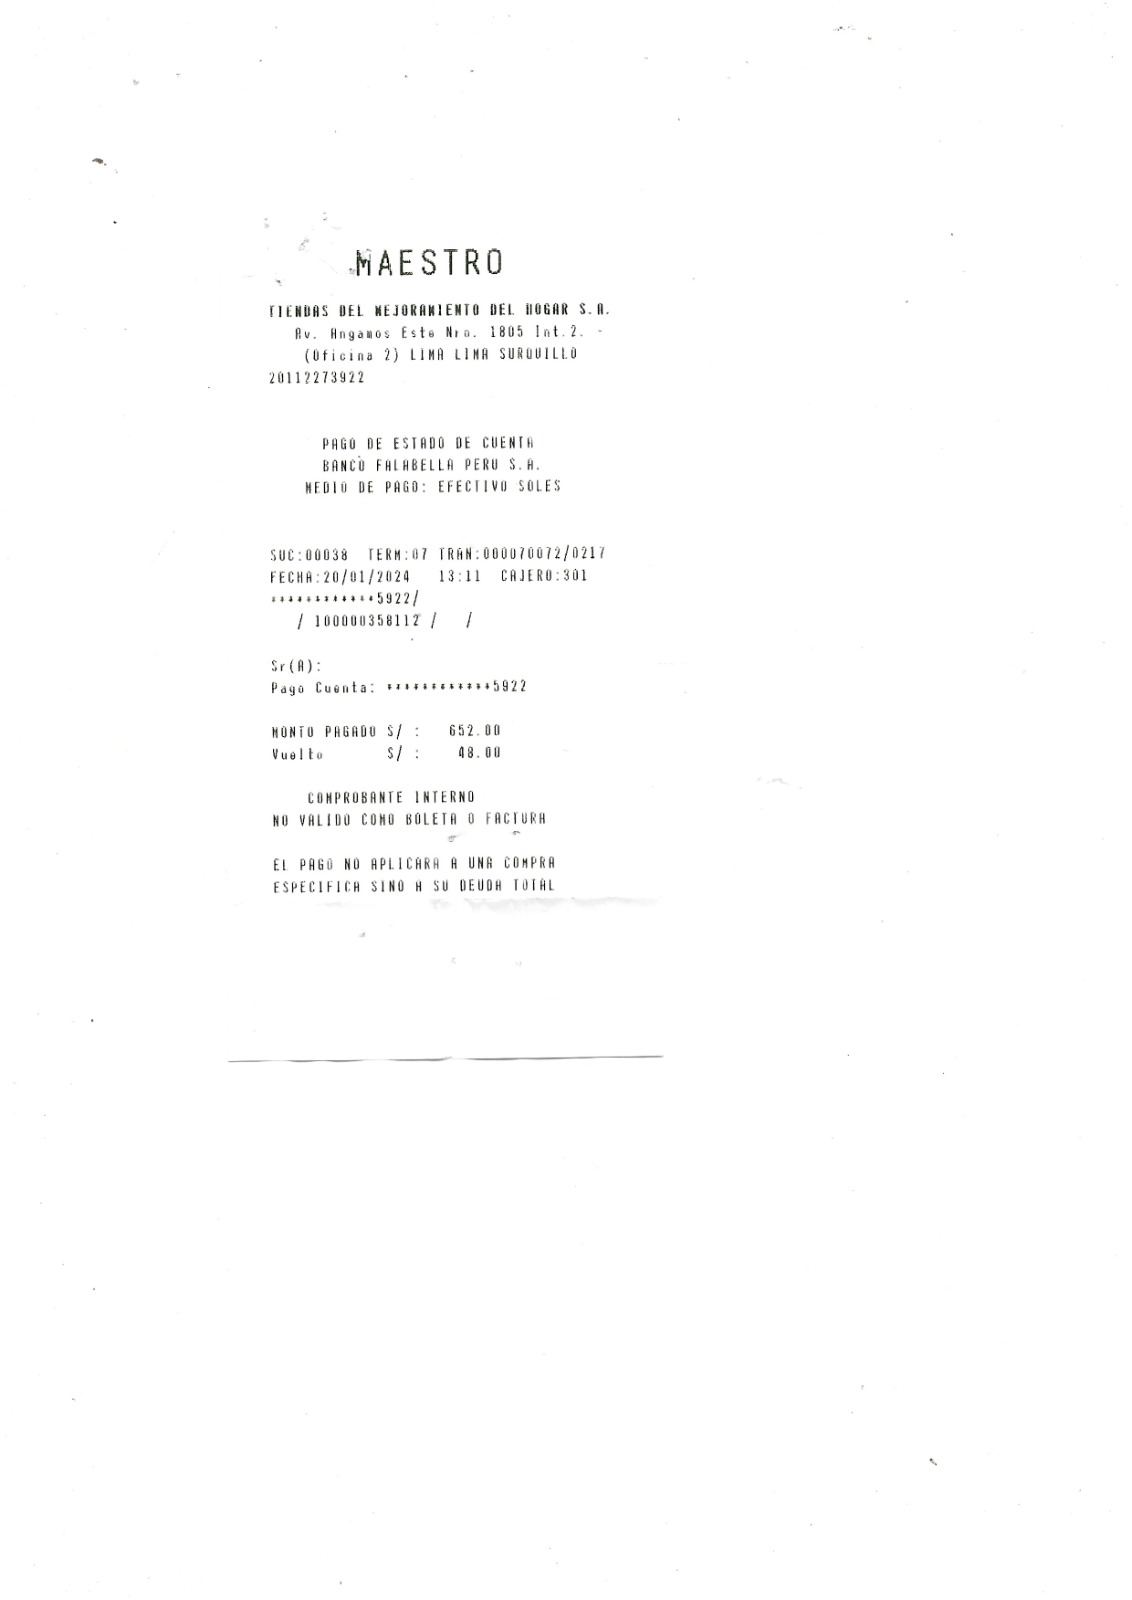 MAESTRO
TIENDAS DEL MEJORAMIENTO DEL HOGAR S.A.
Av. Angamos Este Nro. 1805 Int.2. -
(Oficina 2) LIMA LIMA SURQUILLO
20112273922
PAGO DE ESTADO DE CUENTA
BANCO FALABELLA PERU S.A.
MEDIO DE PAGO: EFECTIVO SOLES
SUC:00038 TERM:07 TRAN:000070072/0217
FECHA:20/01/2024 13:11 CAJERO:301
************5922/
/ 100000358112 / /
Sr(A):
Pago Cuenta: ************5922
MONTO PAGADO S/ : 652.00
Vuelto S/ : 48.00
COMPROBANTE INTERNO
NO VALIDO COMO BOLETA O FACTURA
EL PAGO NO APLICARA A UNA COMPRA
ESPECIFICA SINO A SU DEUDA TOTAL